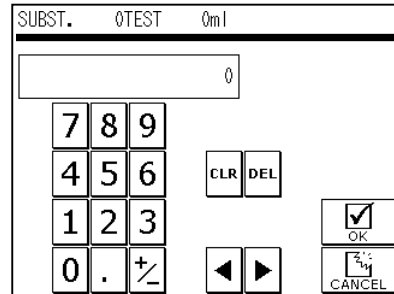 SUBST. 0TEST 0ml
0
7 8 9
4 5 6 CLR DEL
1 2 3 OK
0 . +/- CANCEL